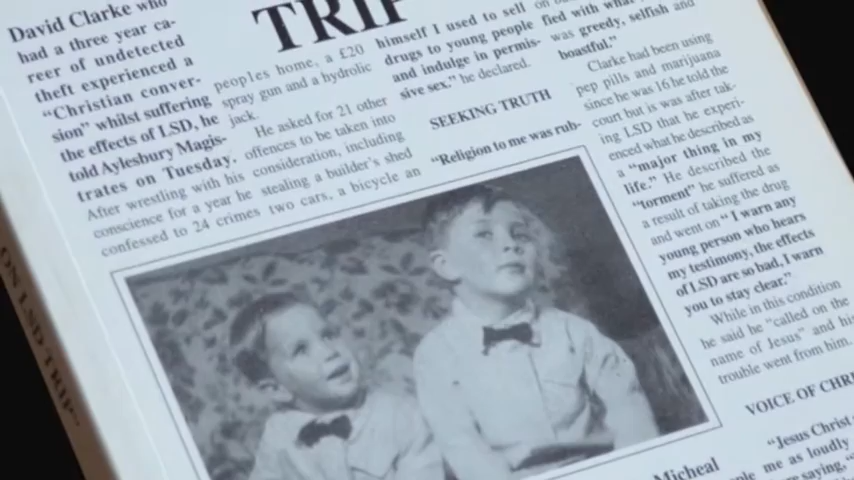 TRIP
David Clarke who
had a three year ca-
reer of undetected
theft experienced a
"Christian conver-
sion" whilst suffering
the effects of LSD, he
told Aylesbury Magis-
trates on Tuesday.
After wrestling with his
conscience for a year he
confessed to 24 crimes
peoples home, a £20
spray gun and a hydrolic
jack.
He asked for 21 other
offences to be taken into
consideration, including
stealing a builder's shed
two cars, a bicycle an
himself I used to sell
drugs to young people
and indulge in permis-
sive sex." he declared.
SEEKING TRUTH
"Religion to me was rub-
fied with what
was greedy, selfish and
boastful."
Clarke had been using
pep pills and marijuana
since he was 16 he told the
court but is was after tak-
ing LSD that he experi-
enced what he described as
a "major thing in my
life." He described the
"torment" he suffered as
a result of taking the drug
and went on " I warn any
young person who hears
my testimony, the effects
of LSD are so bad, I warn
you to stay clear."
While in this condition
he said he "called on the
name of Jesus" and his
trouble went from him.
VOICE OF CHRI
"Jesus Christ
me as loudly
saying,
Micheal
ON LSD TRIP"